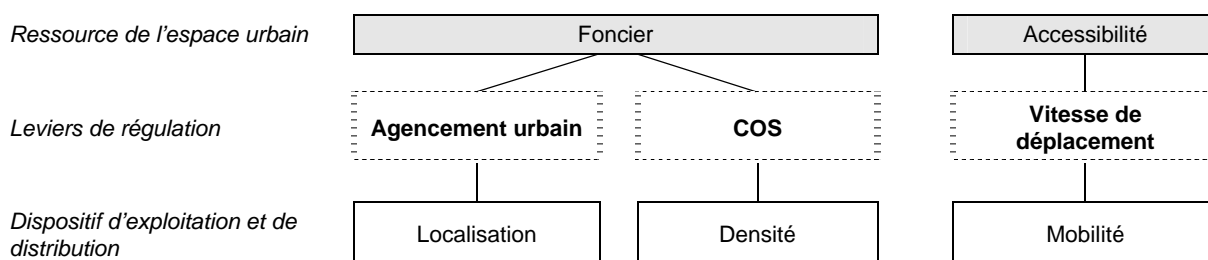 Ressource de l'espace urbain
Foncier
Accessibilité
Leviers de régulation
Agencement urbain
COS
Vitesse de
déplacement
Dispositif d'exploitation et de
distribution
Localisation
Densité
Mobilité